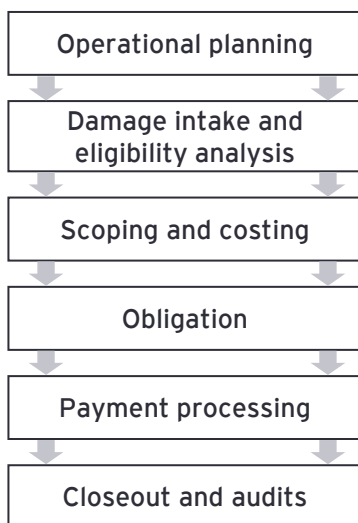 Operational planning
Damage intake and
eligibility analysis
Scoping and costing
Obligation
Payment processing
Closeout and audits